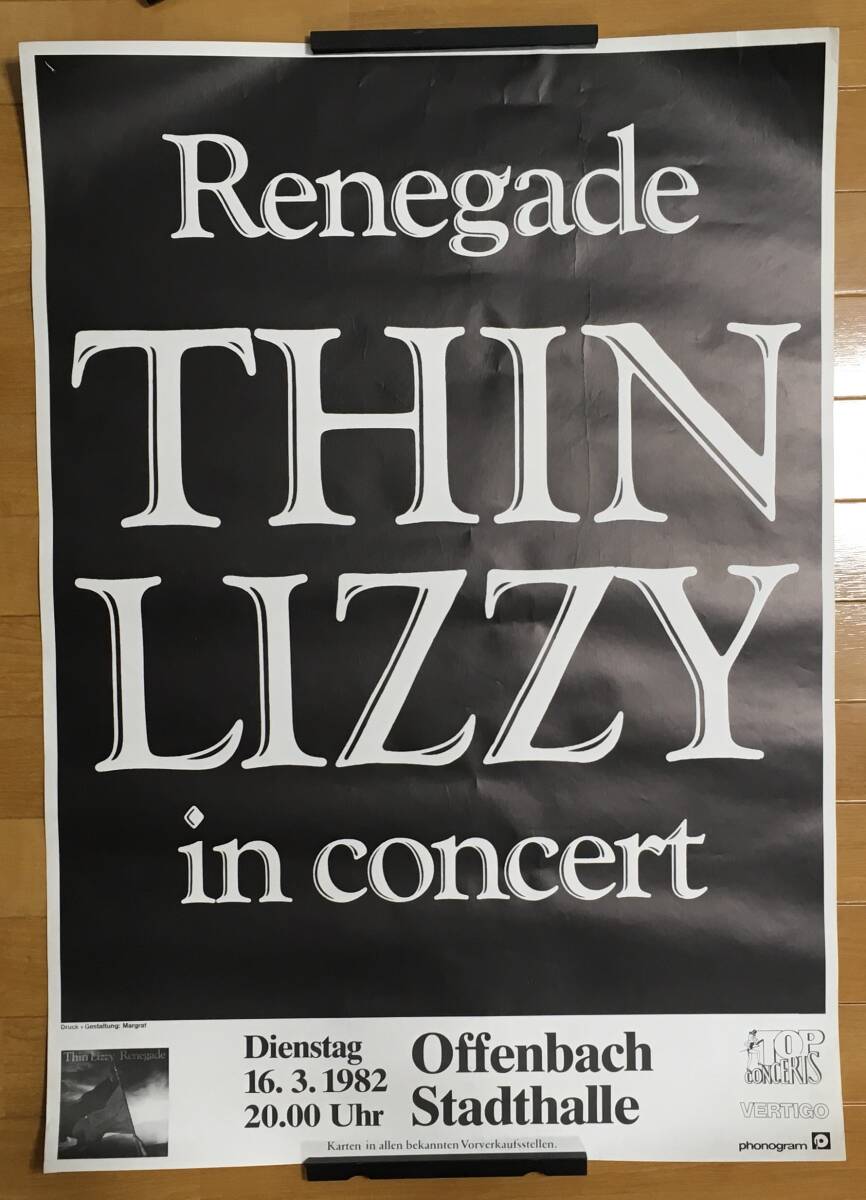 Renegade
THIN
LIZZY
in concert
Druck + Gestaltung: Margraf
Thin Lizzy Renegade
Dienstag
16. 3. 1982
20.00 Uhr
Offenbach
Stadthalle
Karten in allen bekannten Vorverkaufsstellen.
TOP
CONCERTS
VERTIGO
phonogram